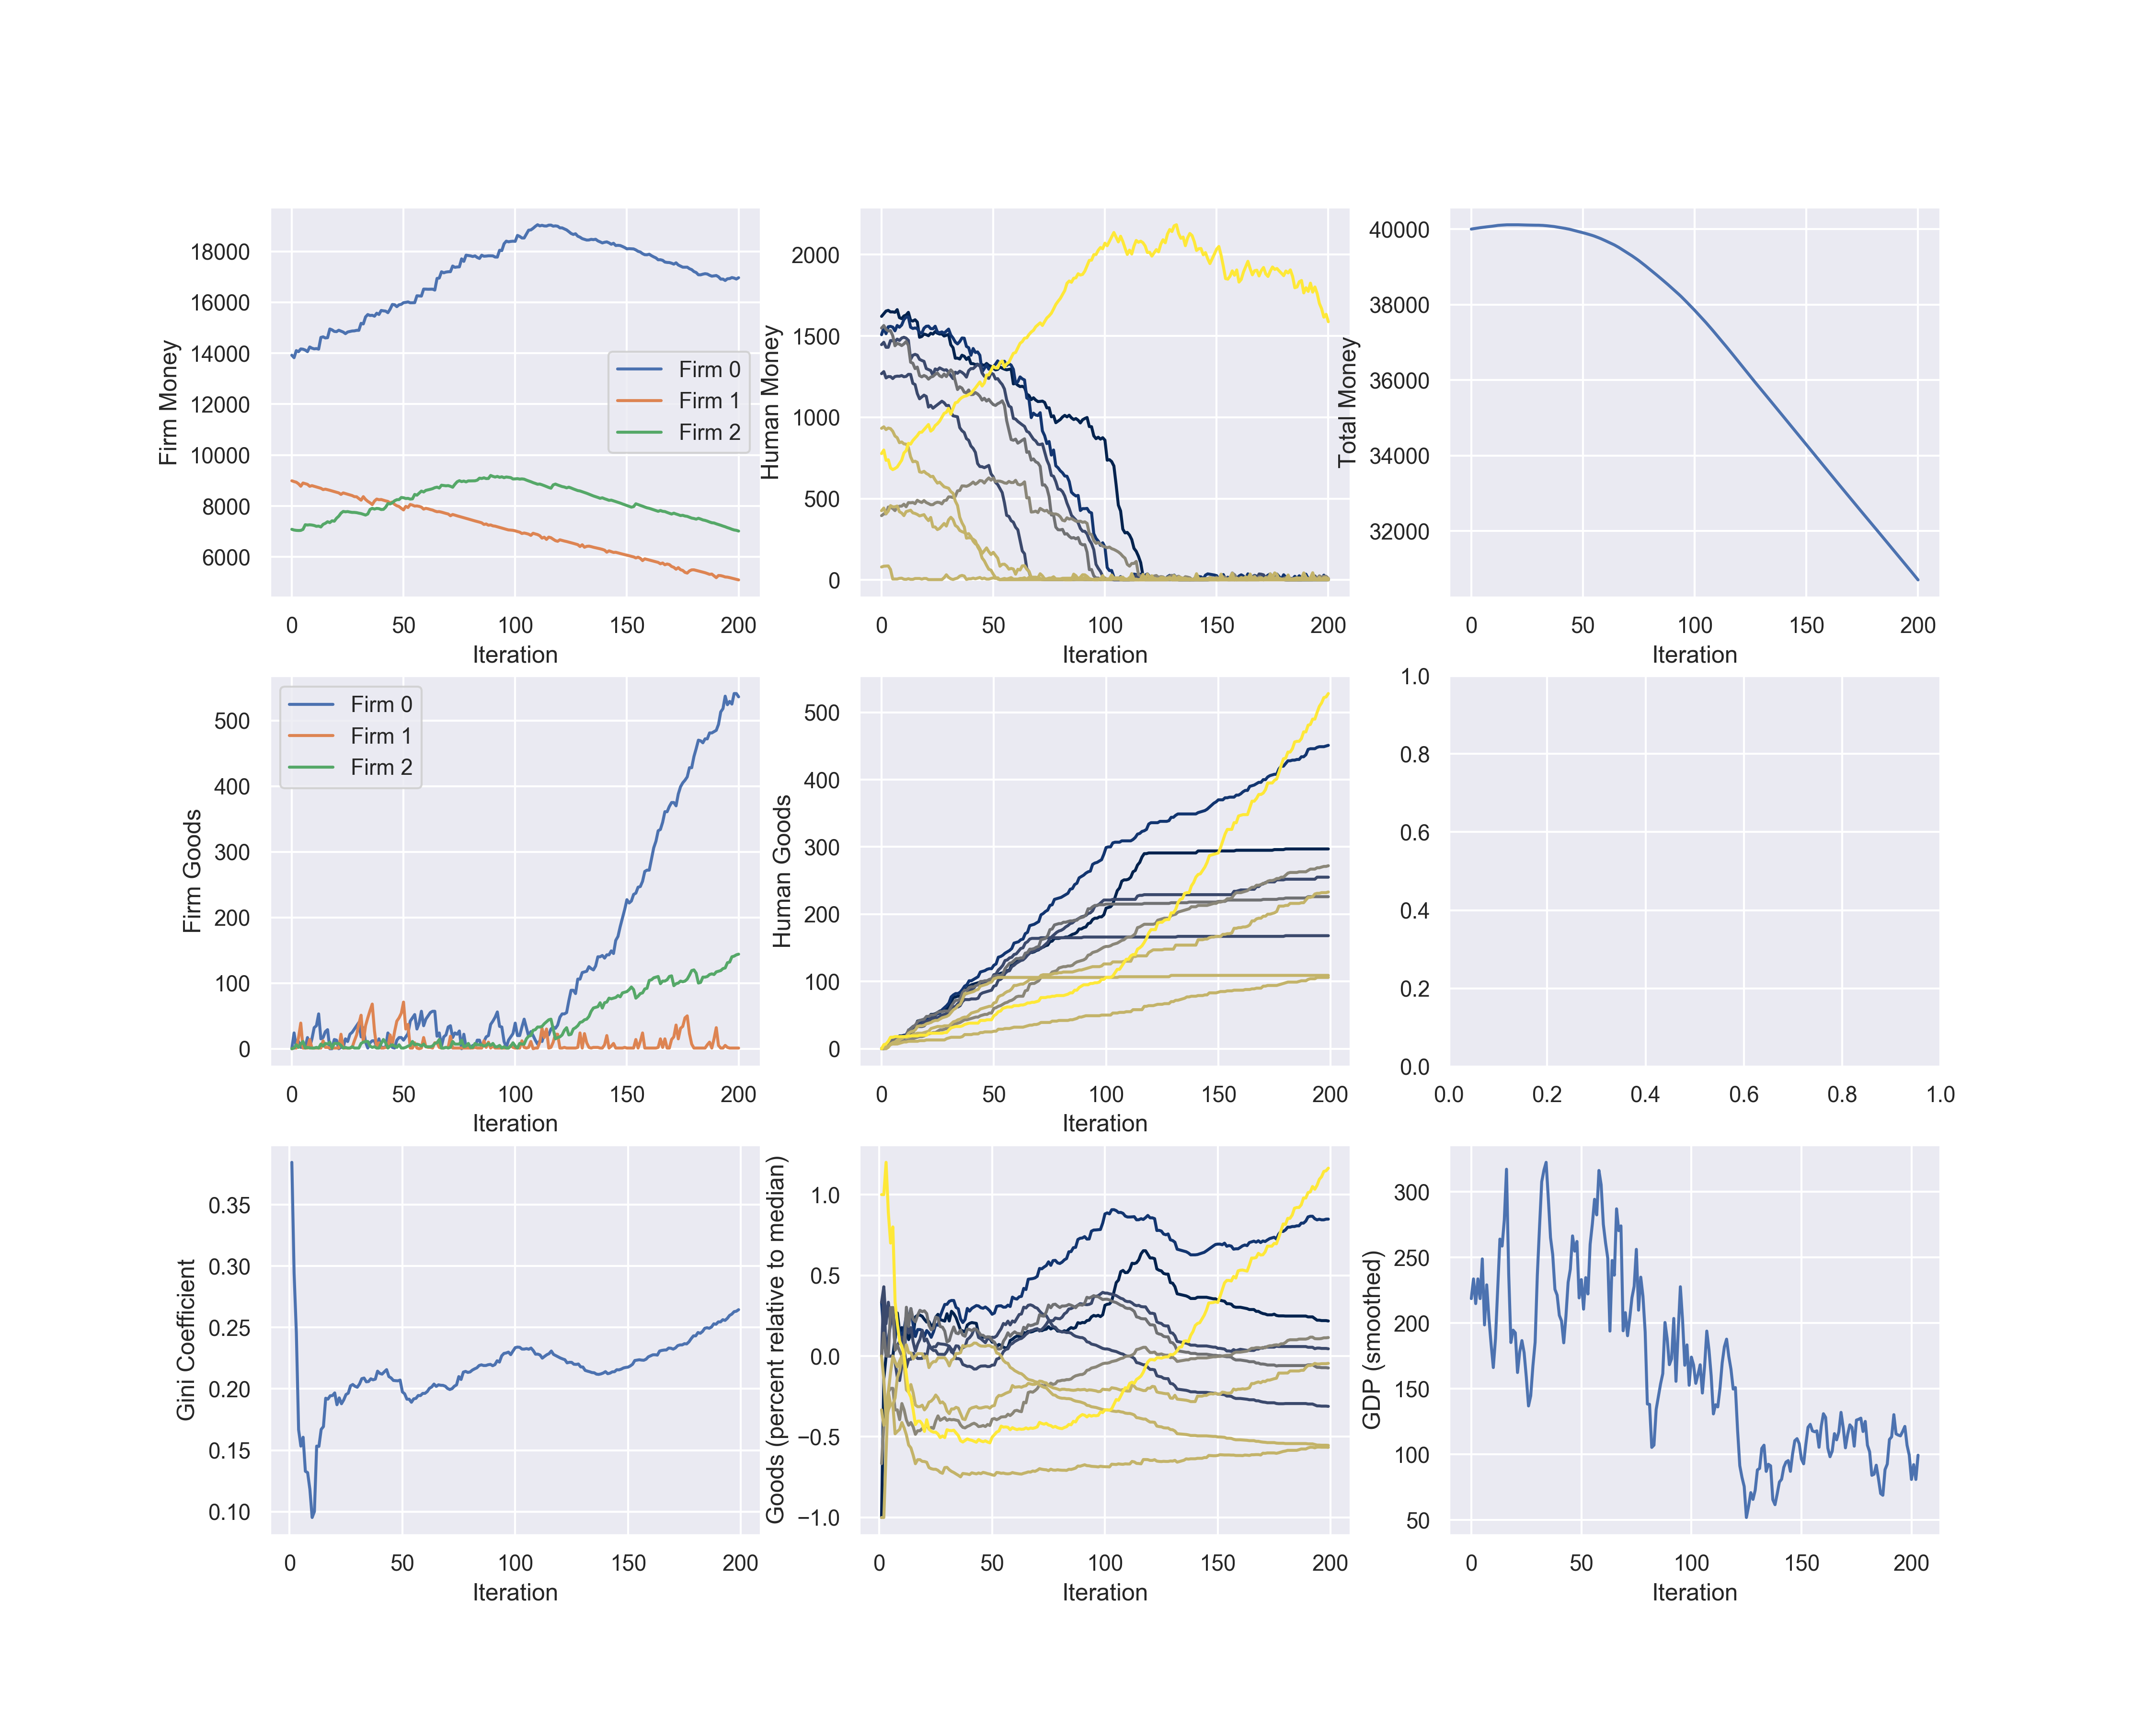 Firm Money
18000
16000
14000
12000
10000
8000
6000
Firm 0
Firm 1
Firm 2
0 50 100 150 200
Iteration
Human Money
2000
1500
1000
500
0
0 50 100 150 200
Iteration
Total Money
40000
38000
36000
34000
32000
0 50 100 150 200
Iteration
Firm Goods
500
400
300
200
100
0
Firm 0
Firm 1
Firm 2
0 50 100 150 200
Iteration
Human Goods
500
400
300
200
100
0
0 50 100 150 200
Iteration
1.0
0.8
0.6
0.4
0.2
0.0
0.0 0.2 0.4 0.6 0.8 1.0
Gini Coefficient
0.35
0.30
0.25
0.20
0.15
0.10
0 50 100 150 200
Iteration
Goods (percent relative to median)
1.0
0.5
0.0
−0.5
−1.0
0 50 100 150 200
Iteration
GDP (smoothed)
300
250
200
150
100
50
0 50 100 150 200
Iteration